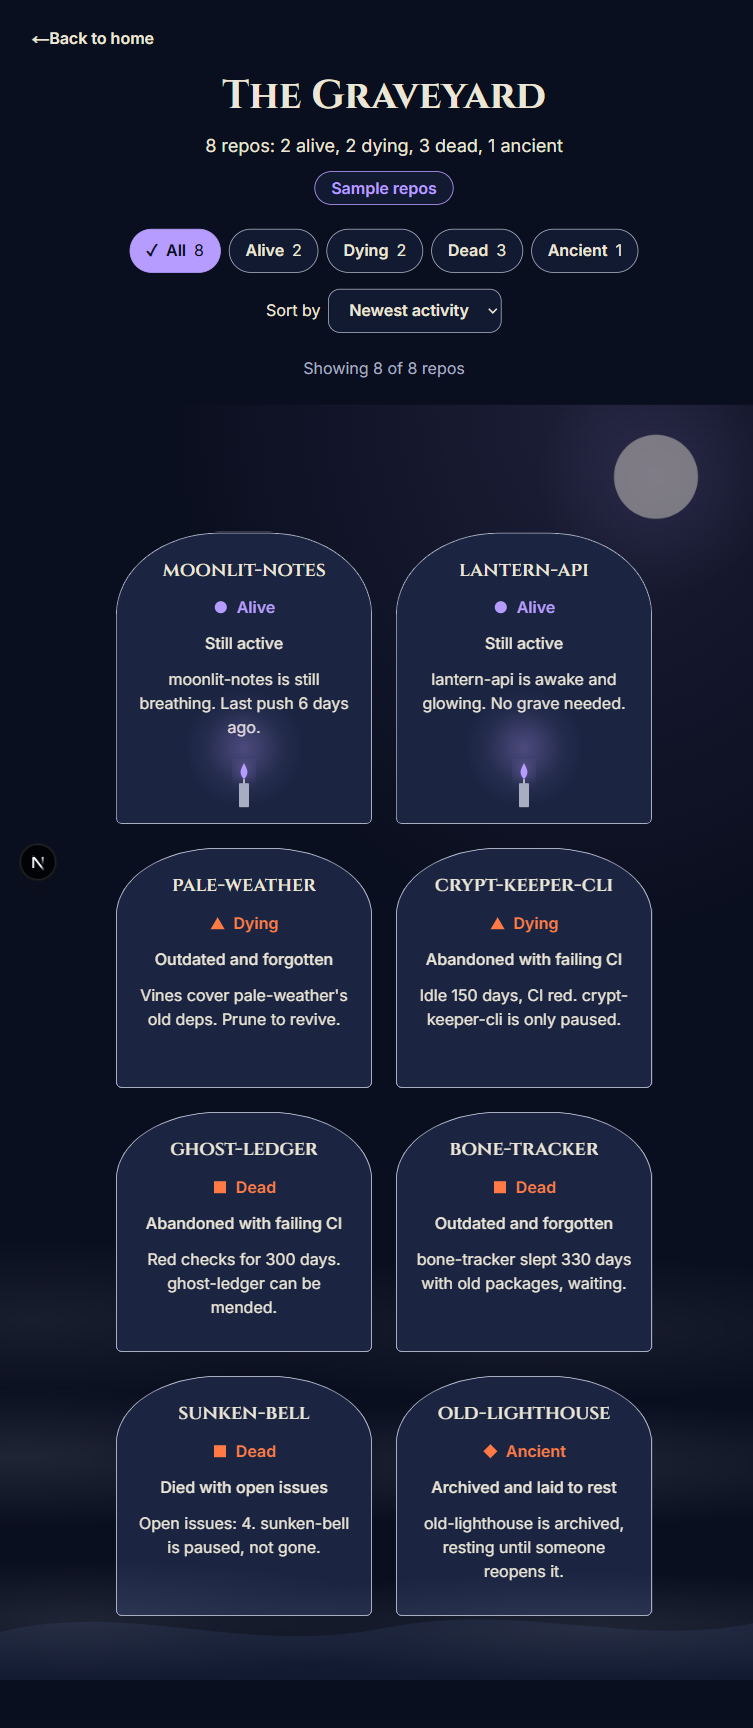 ←Back to home
The Graveyard
8 repos: 2 alive, 2 dying, 3 dead, 1 ancient
Sample repos
✓ All 8 Alive 2 Dying 2 Dead 3 Ancient 1
Sort by Newest activity
Showing 8 of 8 repos
moonlit-notes
Alive
Still active
moonlit-notes is still
breathing. Last push 6 days
ago.
lantern-api
Alive
Still active
lantern-api is awake and
glowing. No grave needed.
N
pale-weather
Dying
Outdated and forgotten
Vines cover pale-weather's
old deps. Prune to revive.
crypt-keeper-cli
Dying
Abandoned with failing CI
Idle 150 days, CI red. crypt-
keeper-cli is only paused.
ghost-ledger
Dead
Abandoned with failing CI
Red checks for 300 days.
ghost-ledger can be
mended.
bone-tracker
Dead
Outdated and forgotten
bone-tracker slept 330 days
with old packages, waiting.
sunken-bell
Dead
Died with open issues
Open issues: 4. sunken-bell
is paused, not gone.
old-lighthouse
Ancient
Archived and laid to rest
old-lighthouse is archived,
resting until someone
reopens it.